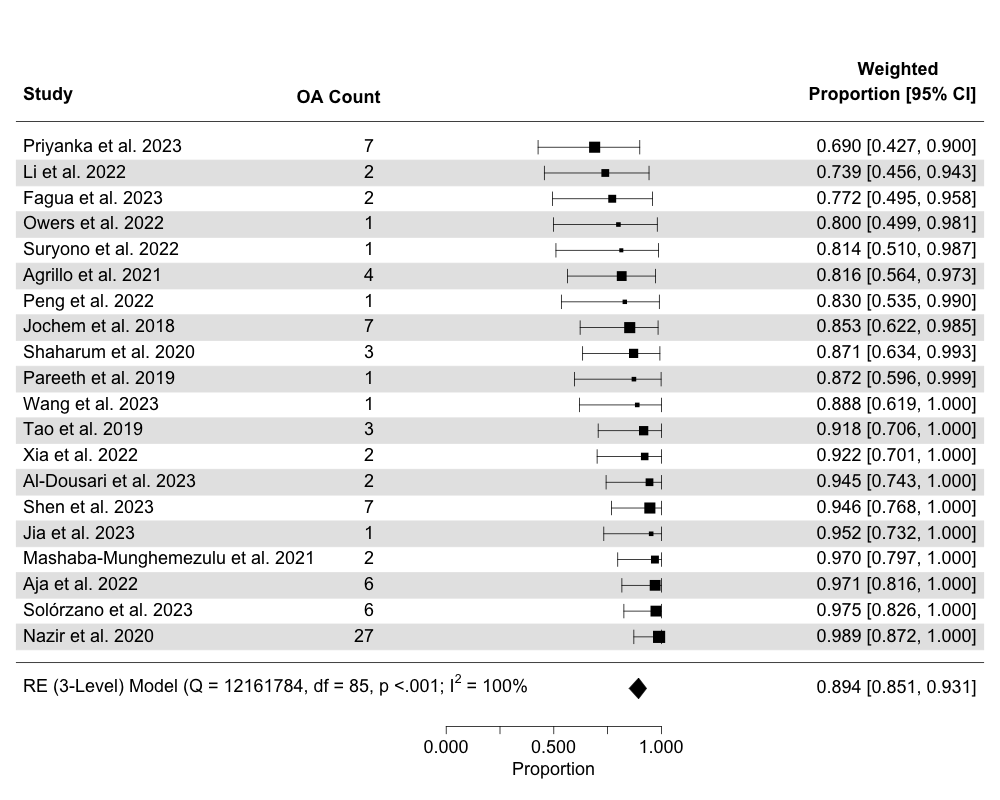 Weighted
Study OA Count Proportion [95% CI]
Priyanka et al. 2023 7 0.690 [0.427, 0.900]
Li et al. 2022 2 0.739 [0.456, 0.943]
Fagua et al. 2023 2 0.772 [0.495, 0.958]
Owers et al. 2022 1 0.800 [0.499, 0.981]
Suryono et al. 2022 1 0.814 [0.510, 0.987]
Agrillo et al. 2021 4 0.816 [0.564, 0.973]
Peng et al. 2022 1 0.830 [0.535, 0.990]
Jochem et al. 2018 7 0.853 [0.622, 0.985]
Shaharum et al. 2020 3 0.871 [0.634, 0.993]
Pareeth et al. 2019 1 0.872 [0.596, 0.999]
Wang et al. 2023 1 0.888 [0.619, 1.000]
Tao et al. 2019 3 0.918 [0.706, 1.000]
Xia et al. 2022 2 0.922 [0.701, 1.000]
Al-Dousari et al. 2023 2 0.945 [0.743, 1.000]
Shen et al. 2023 7 0.946 [0.768, 1.000]
Jia et al. 2023 1 0.952 [0.732, 1.000]
Mashaba-Munghemezulu et al. 2021 2 0.970 [0.797, 1.000]
Aja et al. 2022 6 0.971 [0.816, 1.000]
Solórzano et al. 2023 6 0.975 [0.826, 1.000]
Nazir et al. 2020 27 0.989 [0.872, 1.000]
RE (3-Level) Model (Q = 12161784, df = 85, p <.001; I² = 100% 0.894 [0.851, 0.931]
0.000 0.500 1.000
Proportion